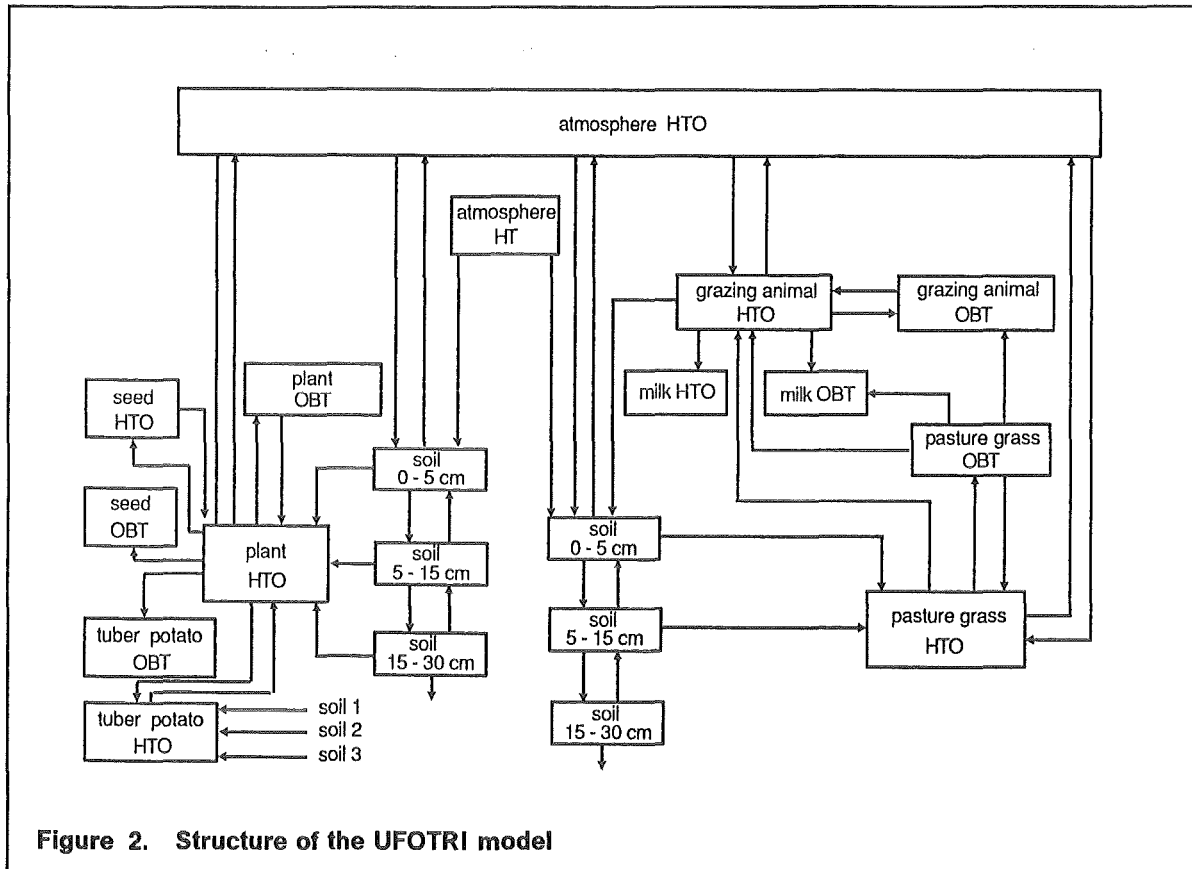 atmosphere HTO
atmosphere
HT
grazing animal
HTO
grazing animal
OBT
milk HTO
milk OBT
pasture grass
OBT
pasture grass
HTO
seed
HTO
plant
OBT
seed
OBT
plant
HTO
tuber potato
OBT
tuber potato
HTO
soil 1
soil 2
soil 3
soil
0 - 5 cm
soil
5 - 15 cm
soil
15 - 30 cm
soil
0 - 5 cm
soil
5 - 15 cm
soil
15 - 30 cm
Figure 2. Structure of the UFOTRI model